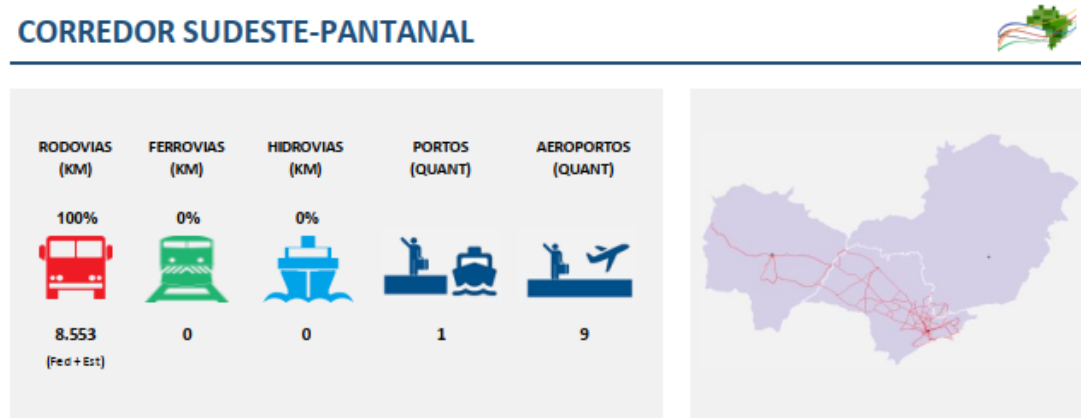 CORREDOR SUDESTE-PANTANAL
RODOVIAS FERROVIAS HIDROVIAS PORTOS AEROPORTOS
(KM) (KM) (KM) (QUANT) (QUANT)
100% 0% 0%
8.553 0 0 1 9
(Fed + Est)